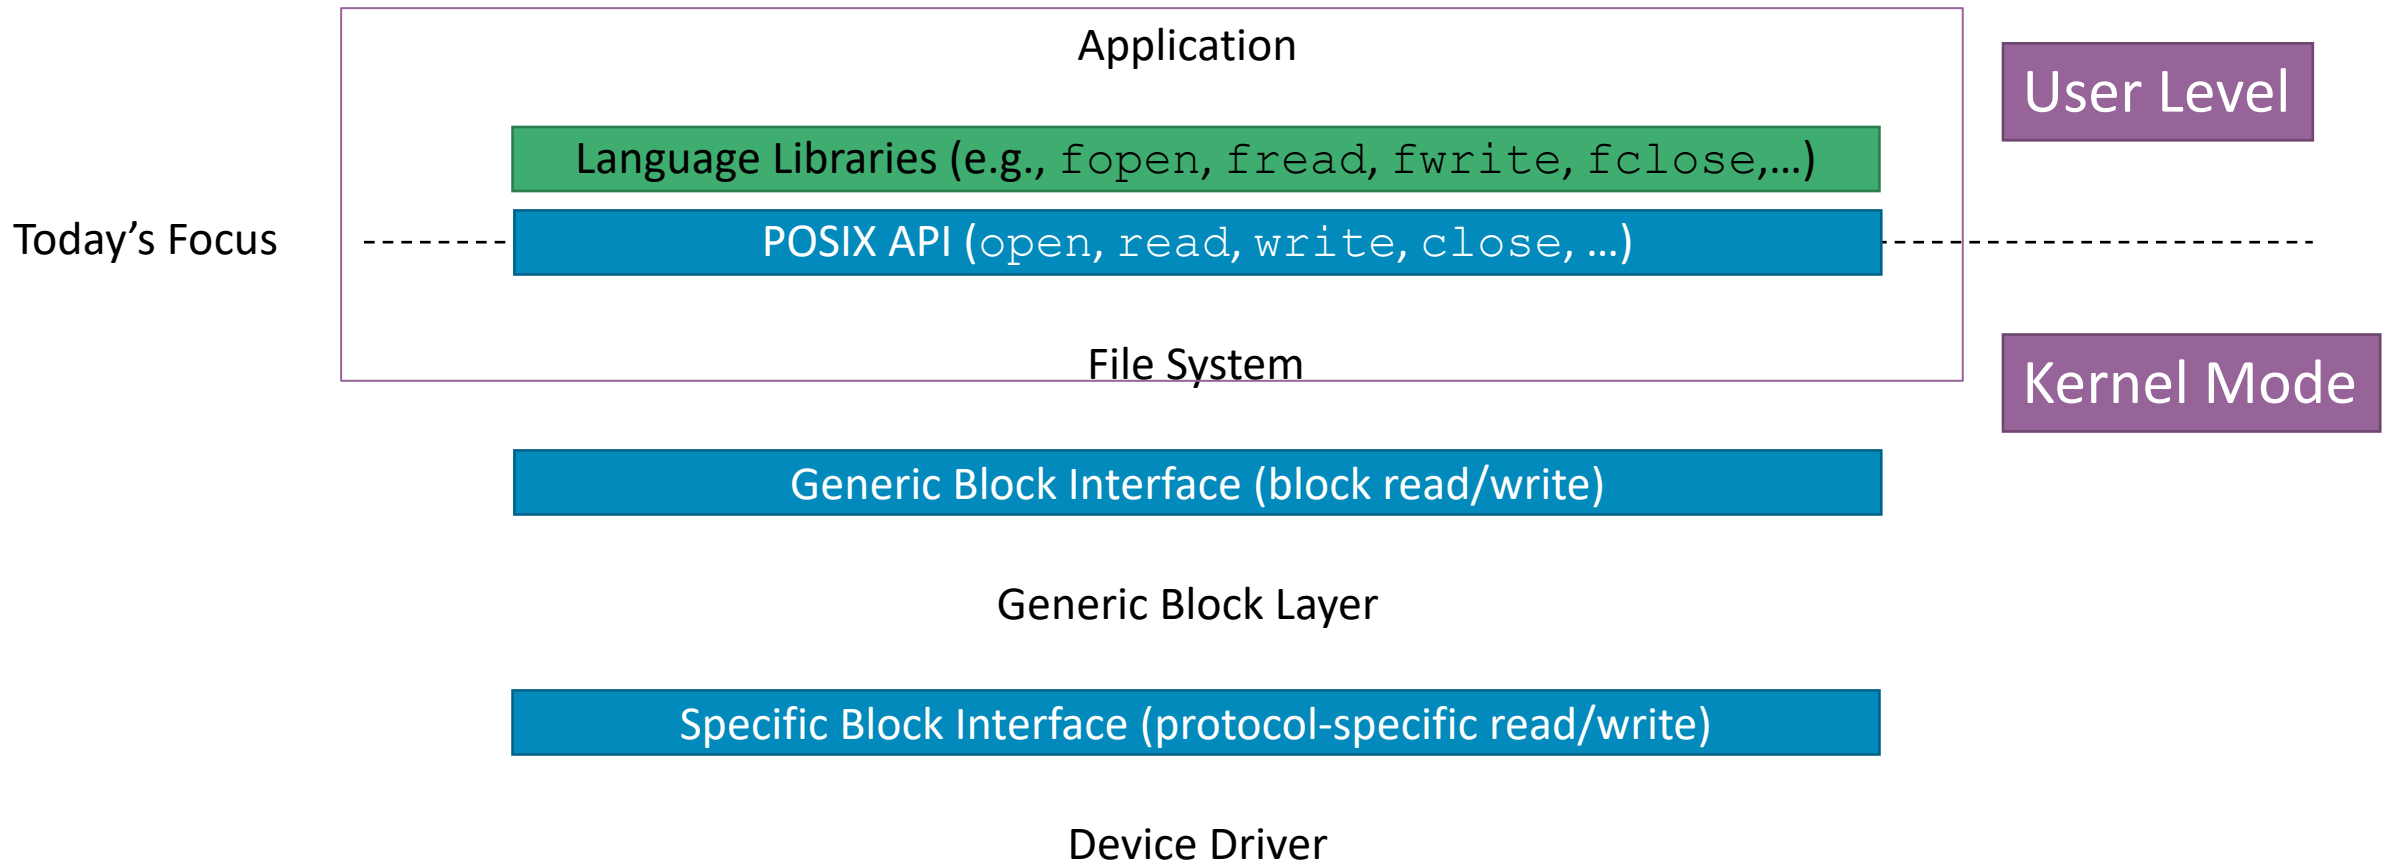 Application
User Level
Language Libraries (e.g., fopen, fread, fwrite, fclose,…)
Today’s Focus
POSIX API (open, read, write, close, …)
File System
Kernel Mode
Generic Block Interface (block read/write)
Generic Block Layer
Specific Block Interface (protocol-specific read/write)
Device Driver